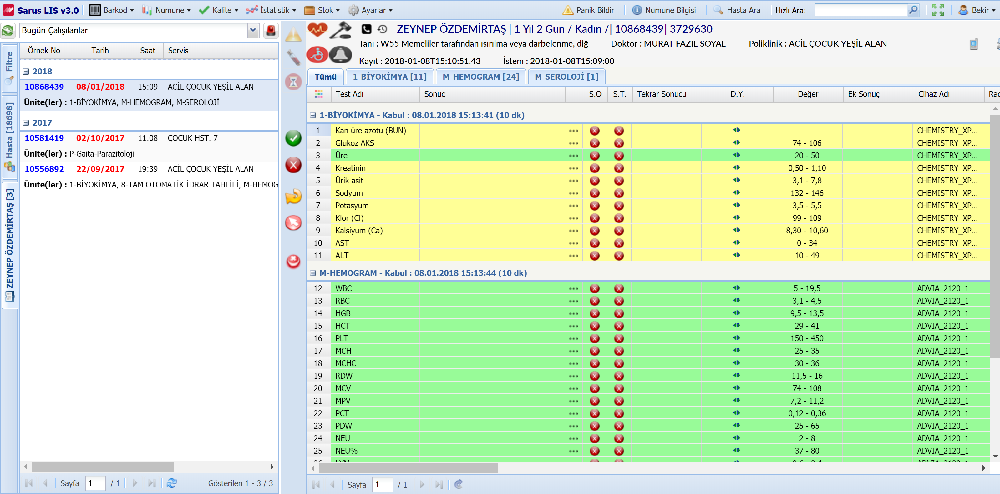 Sarus LIS v3.0 Barkod Numune Kalite İstatistik Stok Ayarlar Panik Bildir Numune Bilgisi Hasta Ara Hızlı Ara: Bekir
Bugün Çalışılanlar
Filtre
Hasta [18698]
ZEYNEP ÖZDEMİRTAŞ [3]
Örnek No Tarih Saat Servis
2018
10868439 08/01/2018 15:09 ACİL ÇOCUK YEŞİL ALAN
Ünite(ler) : 1-BİYOKİMYA, M-HEMOGRAM, M-SEROLOJİ
2017
10581419 02/10/2017 11:08 ÇOCUK HST. 7
Ünite(ler) : P-Gaita-Parazitoloji
10556892 22/09/2017 19:39 ACİL ÇOCUK YEŞİL ALAN
Ünite(ler) : 1-BİYOKİMYA, 8-TAM OTOMATİK İDRAR TAHLİLİ, M-HEMOG
Sayfa 1 / 1 Gösterilen 1 - 3 / 3
ZEYNEP ÖZDEMİRTAŞ | 1 Yıl 2 Gun / Kadın /| 10868439| 3729630
Tanı : W55 Memeliler tarafından ısırılma veya darbelenme, diğ Doktor : MURAT FAZIL SOYAL Poliklinik : ACİL ÇOCUK YEŞİL ALAN
Kayıt : 2018-01-08T15:10:51.43 İstem : 2018-01-08T15:09:00
Tümü 1-BİYOKİMYA [11] M-HEMOGRAM [24] M-SEROLOJİ [1]
Test Adı Sonuç S.O S.T. Tekrar Sonucu D.Y. Değer Ek Sonuç Cihaz Adı Rac
1-BİYOKİMYA - Kabul : 08.01.2018 15:13:41 (10 dk)
1 Kan üre azotu (BUN) CHEMISTRY_XP...
2 Glukoz AKS 74 - 106 CHEMISTRY_XP...
3 Üre 20 - 50 CHEMISTRY_XP...
4 Kreatinin 0,50 - 1,10 CHEMISTRY_XP...
5 Ürik asit 3,1 - 7,8 CHEMISTRY_XP...
6 Sodyum 132 - 146 CHEMISTRY_XP...
7 Potasyum 3,5 - 5,5 CHEMISTRY_XP...
8 Klor (Cl) 99 - 109 CHEMISTRY_XP...
9 Kalsiyum (Ca) 8,30 - 10,60 CHEMISTRY_XP...
10 AST 0 - 34 CHEMISTRY_XP...
11 ALT 10 - 49 CHEMISTRY_XP...
M-HEMOGRAM - Kabul : 08.01.2018 15:13:44 (10 dk)
12 WBC 5 - 19,5 ADVIA_2120_1
13 RBC 3,1 - 4,5 ADVIA_2120_1
14 HGB 9,5 - 13,5 ADVIA_2120_1
15 HCT 29 - 41 ADVIA_2120_1
16 PLT 150 - 450 ADVIA_2120_1
17 MCH 25 - 35 ADVIA_2120_1
18 MCHC 30 - 36 ADVIA_2120_1
19 RDW 11,5 - 16 ADVIA_2120_1
20 MCV 74 - 108 ADVIA_2120_1
21 MPV 7,2 - 11,2 ADVIA_2120_1
22 PCT 0,12 - 0,36 ADVIA_2120_1
23 PDW 25 - 65 ADVIA_2120_1
24 NEU 2 - 8 ADVIA_2120_1
25 NEU% 37 - 80 ADVIA_2120_1
Sayfa 1 / 1